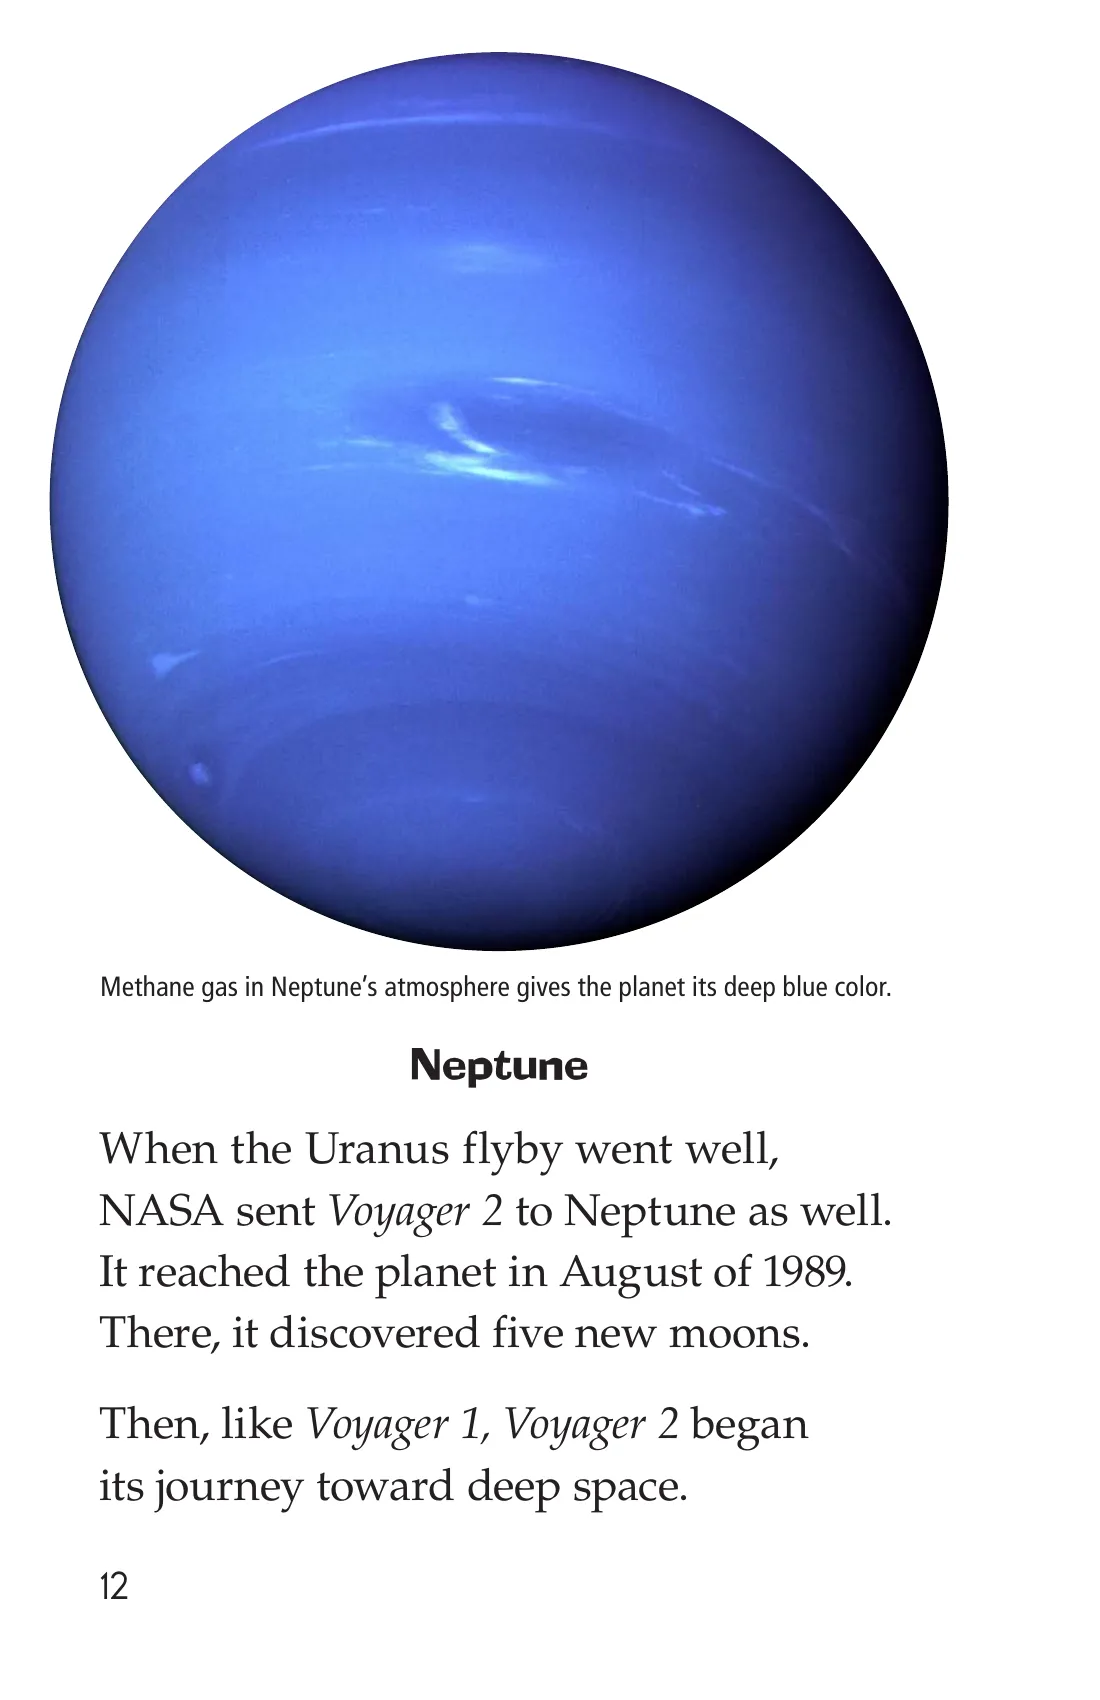 Methane gas in Neptune’s atmosphere gives the planet its deep blue color.
Neptune
When the Uranus flyby went well,
NASA sent Voyager 2 to Neptune as well.
It reached the planet in August of 1989.
There, it discovered five new moons.
Then, like Voyager 1, Voyager 2 began
its journey toward deep space.
12